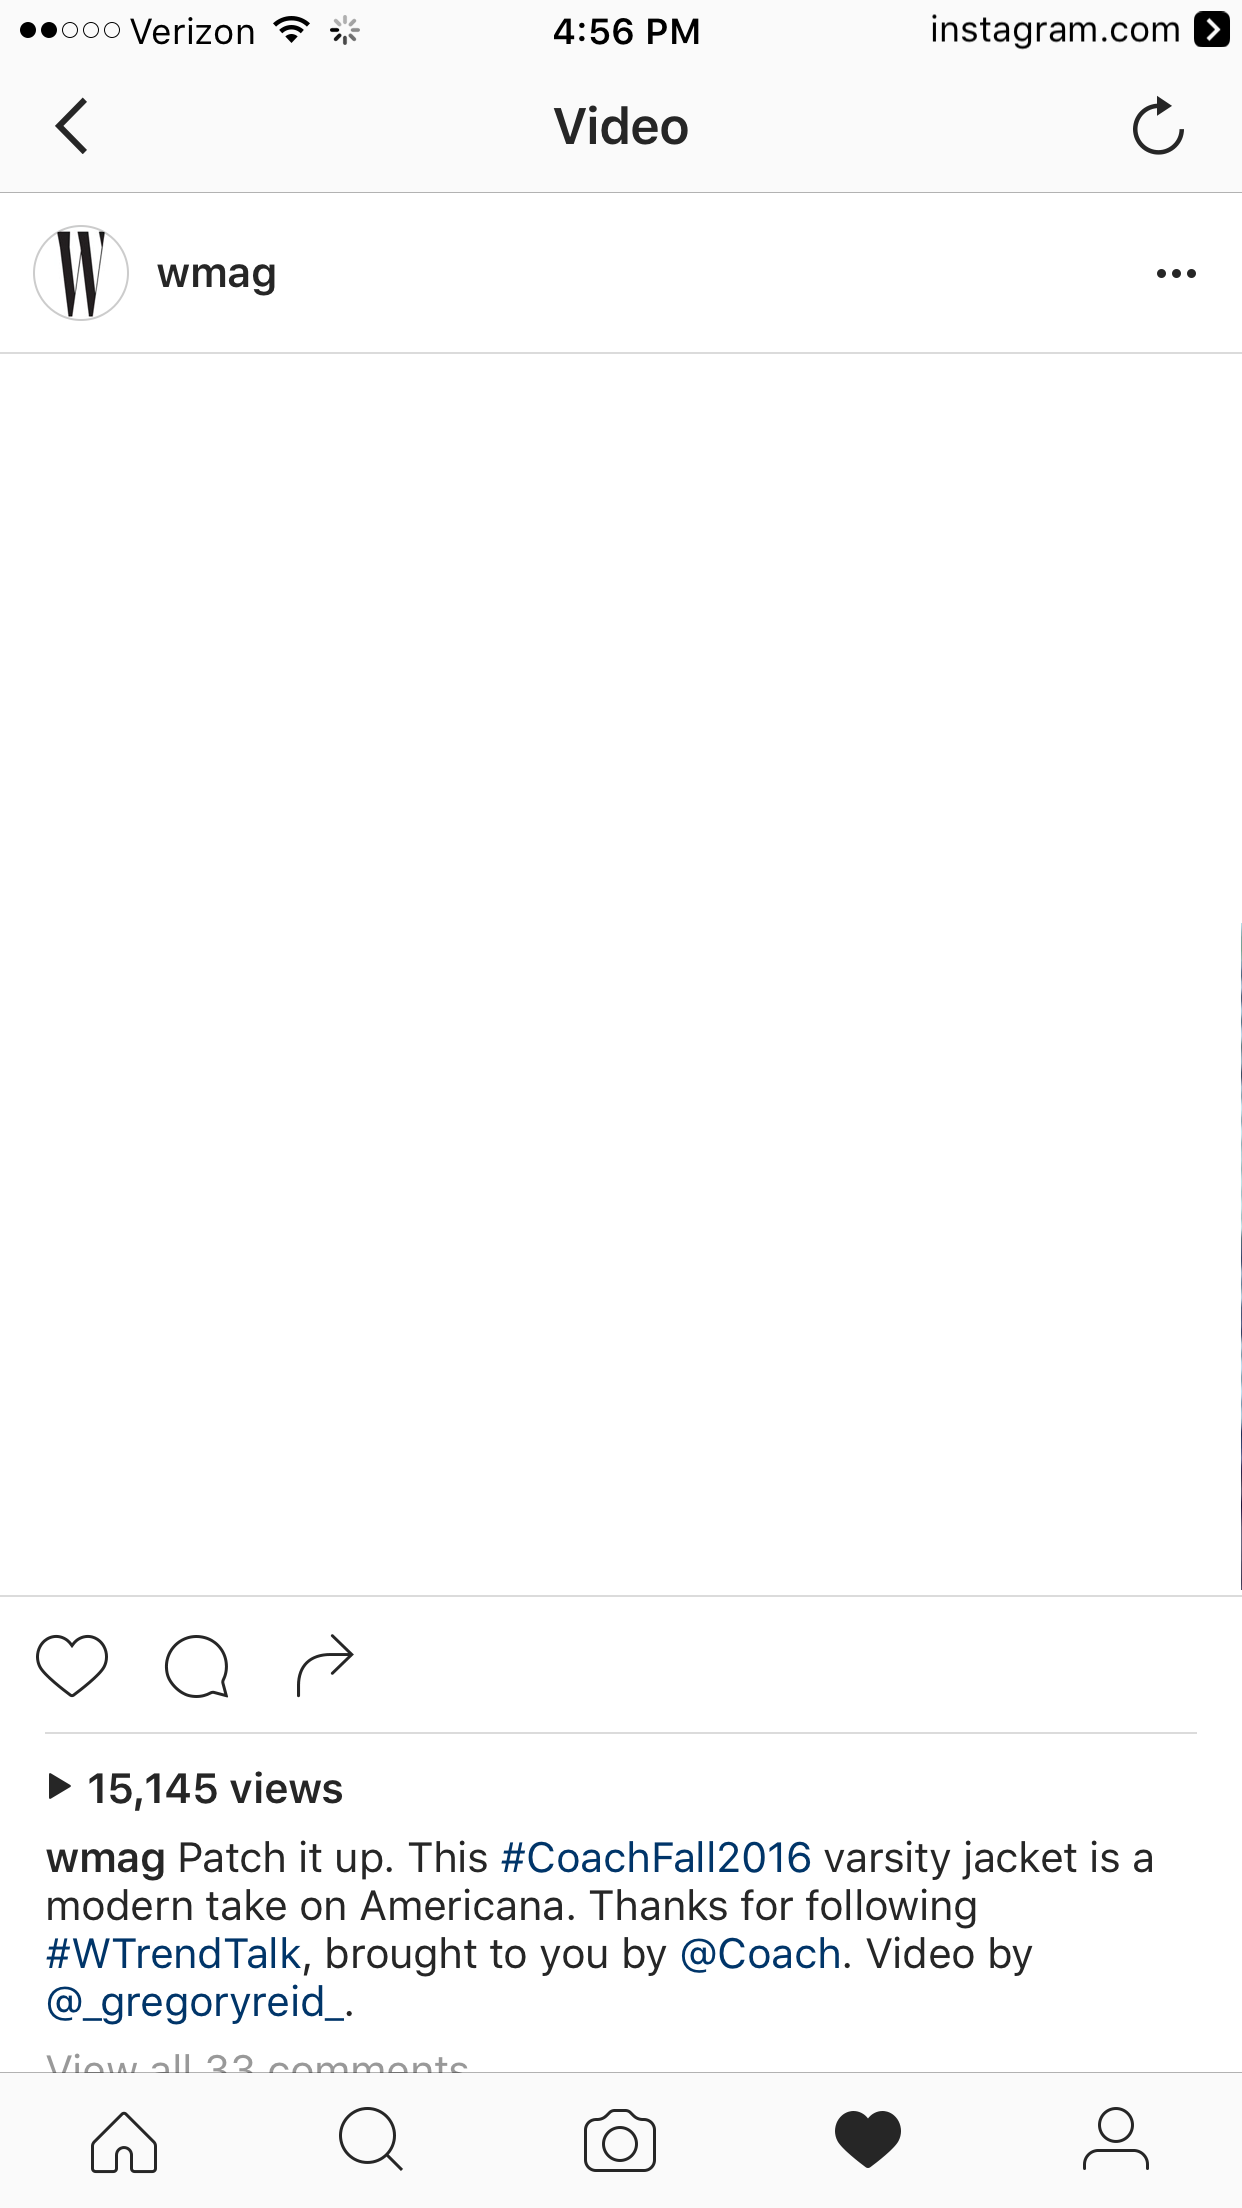 Verizon 4:56 PM instagram.com
Video
W
wmag
15,145 views
wmag Patch it up. This #CoachFall2016 varsity jacket is a
modern take on Americana. Thanks for following
#WTrendTalk, brought to you by @Coach. Video by
@_gregoryreid_.
View all 33 comments